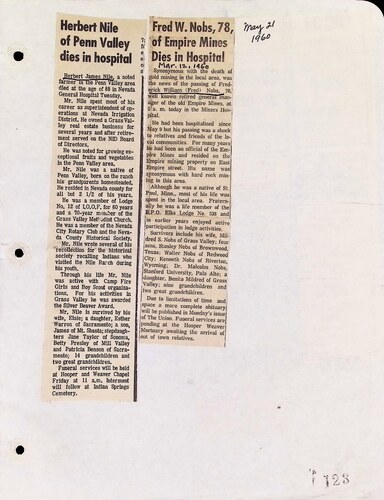 Herbert Nile
of Penn Valley
dies in hospital
Herbert James Nile, a noted
farmer in the Penn Valley area
died at the age of 88 in Nevada
General Hospital Tuesday.
Mr. Nile spent most of his
career as superintendent of op-
erations at Nevada Irrigation
District. He owned a Grass Val-
ley real estate business for
several years and after retire-
ment served on the NID Board
of Directors.
He was noted for growing ex-
ceptional fruits and vegetables
in the Penn Valley area.
Mr. Nile was a native of
Penn Valley, born on the ranch
his grandparents homesteaded.
He resided in Nevada county for
all but 2 1/2 of his years.
He was a member of Lodge
No. 12 of I.O.O.F. for 60 years
and a 70-year member of the
Grass Valley Methodist Church.
He was a member of the Nevada
City Rotary Club and the Nevada
County Historical Society.
Mr. Nile wrote several of his
recollection for the historical
society recalling Indians who
visited the Nile Ranch during
his youth.
Through his life Mr. Nile
was active with Camp Fire
Girls and Boy Scout organiza-
tions. For his activities in
Grass Valley he was awarded
the Silver Beaver Award.
Mr. Nile is survived by his
wife, Elsie; a daughter, Esther
Warron of Sacramento; a son,
James of Mt. Shasta; stepdaugh-
ters Jane Taylor of Sonoma,
Betty Presley of Mill Valley
and Patricia Benson of Sacra-
mento; 14 grandchildren and
two great grandchildren.
Funeral services will be held
at Hooper and Weaver Chapel
Friday at 11 a.m. Interment will
follow at Indian Springs
Cemetery.
Fred W. Nobs, 78,
of Empire Mines
Dies in Hospital
Mar. 12, 1960
Synonymous with the death of
gold mining in the local area, was
the news of the passing of Fred-
erick William (Fred) Nobs, 78,
well known retired general manag-
er of the old Empire Mines, at
a.m. today in the Miners Hos-
pital.
He had been hospitalized since
May 9 but his passing was a shock
to relatives and friends of the lo-
cal communities. For many years
he had been an official of the Em-
pire Mines and resided on the
Empire mining property on East
Empire street. His name was
synonymous with hard rock min-
ing in this area.
Although he was a native of St.
Paul, Minn., most of his life was
spent in the local area. Fratern-
ally he was a life member of the
B.P.O. Elks Lodge No. 538 and
in earlier years enjoyed active
participation in lodge activities.
Survivors include his wife, Mil-
dred S. Nobs of Grass Valley; four
sons, Stanley Nobs of Brownwood,
Texas; Walter Nobs of Redwood
City; Kenneth Nobs of Riverton,
Wyoming; Dr. Malcolm Nobs,
Stanford University, Palo Alto; a
daughter, Bonita Mildred of Grass
Valley; nine grandchildren and
two great grandchildren.
Due to limitations of time and
space a more complete obituary
will be published in Monday's issue
of The Union. Funeral services are
pending at the Hooper Weaver
Mortuary awaiting the arrival of
out of town relatives.
May 21
1960
123